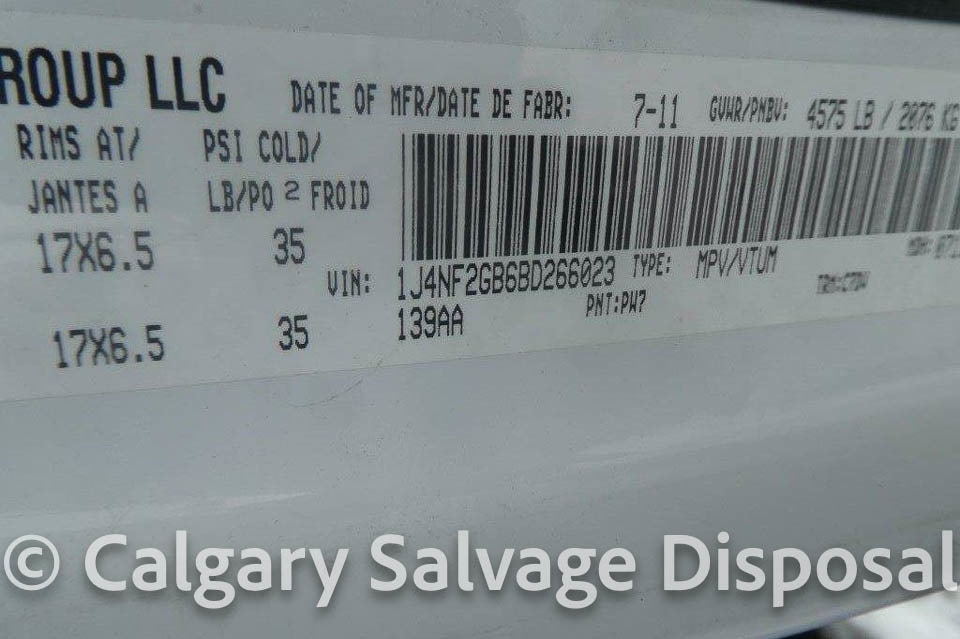 ROUP LLC
DATE OF MFR/DATE DE FABR: 7-11 GVWR/PNBV: 4575 LB / 2076 KG
RIMS AT/ PSI COLD/
JANTES A LB/PO 2 FROID
17X6.5 35
VIN: 1J4NF2GB6BD266023 TYPE: MPV/VTUM
17X6.5 35 139AA PNT:PW7
© Calgary Salvage Disposal